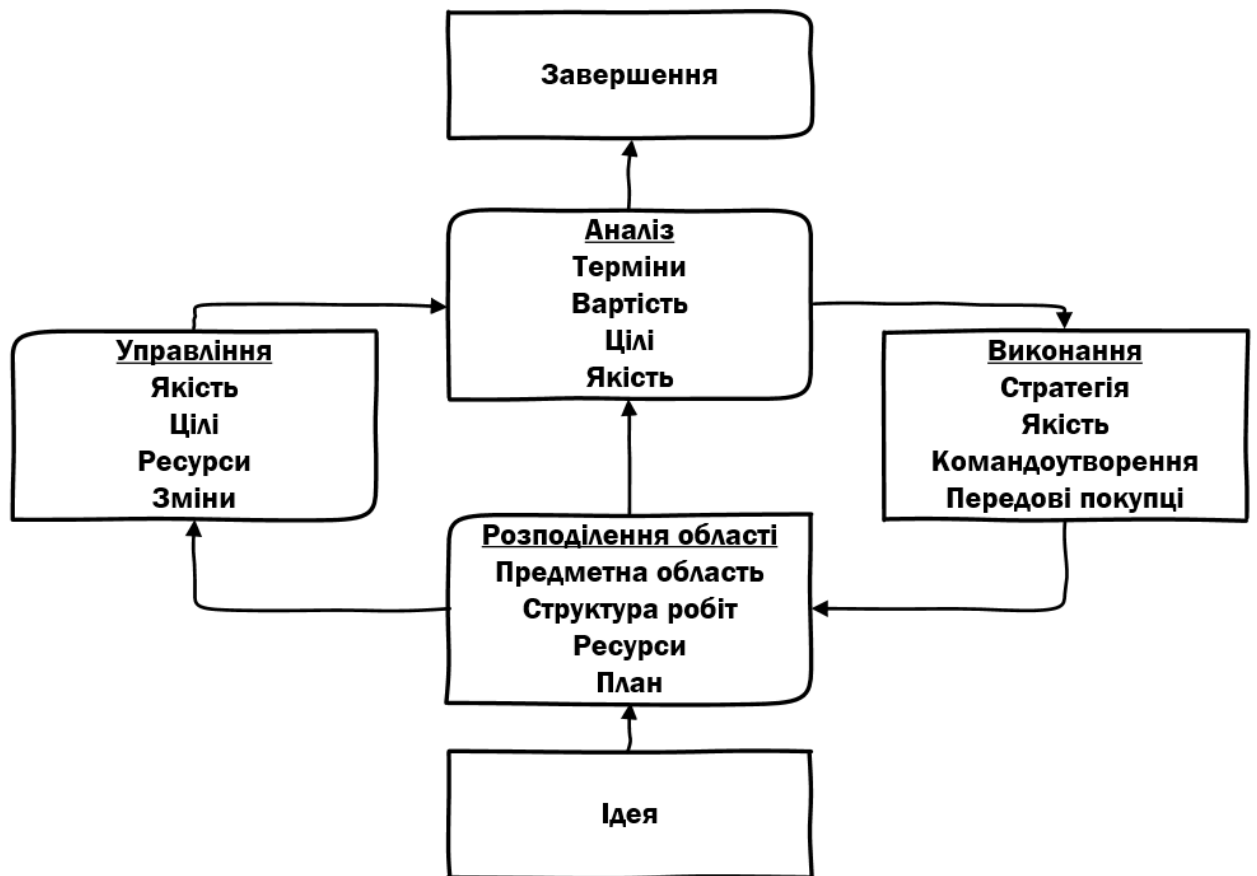 Завершення
Аналіз
Терміни
Вартість
Цілі
Якість
Управління
Якість
Цілі
Ресурси
Зміни
Виконання
Стратегія
Якість
Командоутворення
Передові покупці
Розподілення області
Предметна область
Структура робіт
Ресурси
План
Ідея